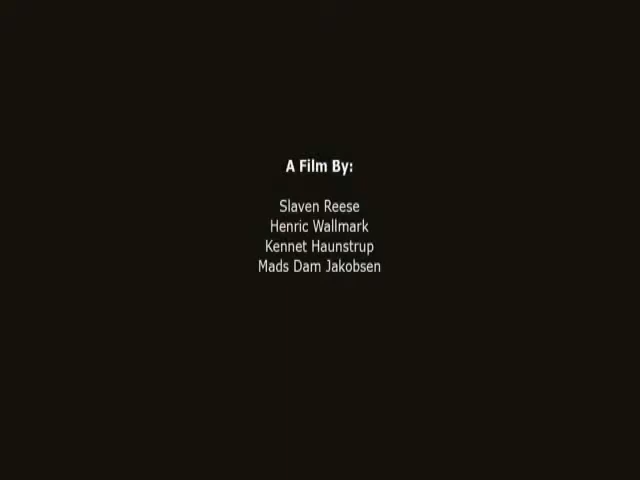 A Film By:
Slaven Reese
Henric Wallmark
Kennet Haunstrup
Mads Dam Jakobsen